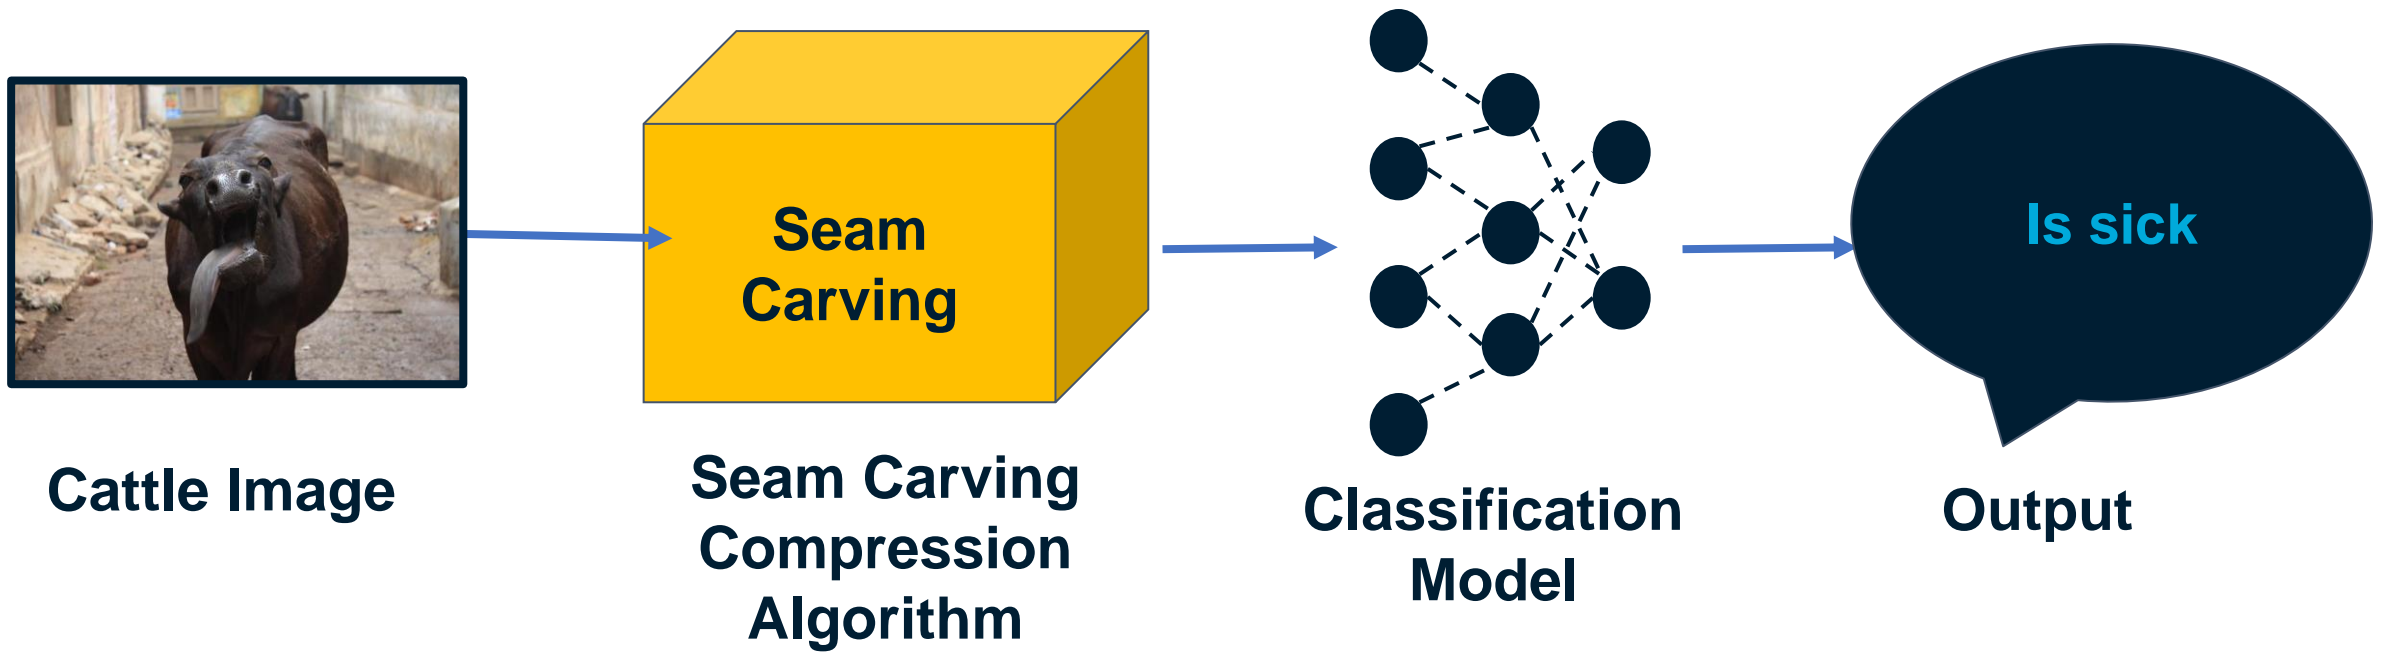 Seam
Carving
Is sick
Cattle Image
Seam Carving
Compression
Algorithm
Classification
Model
Output